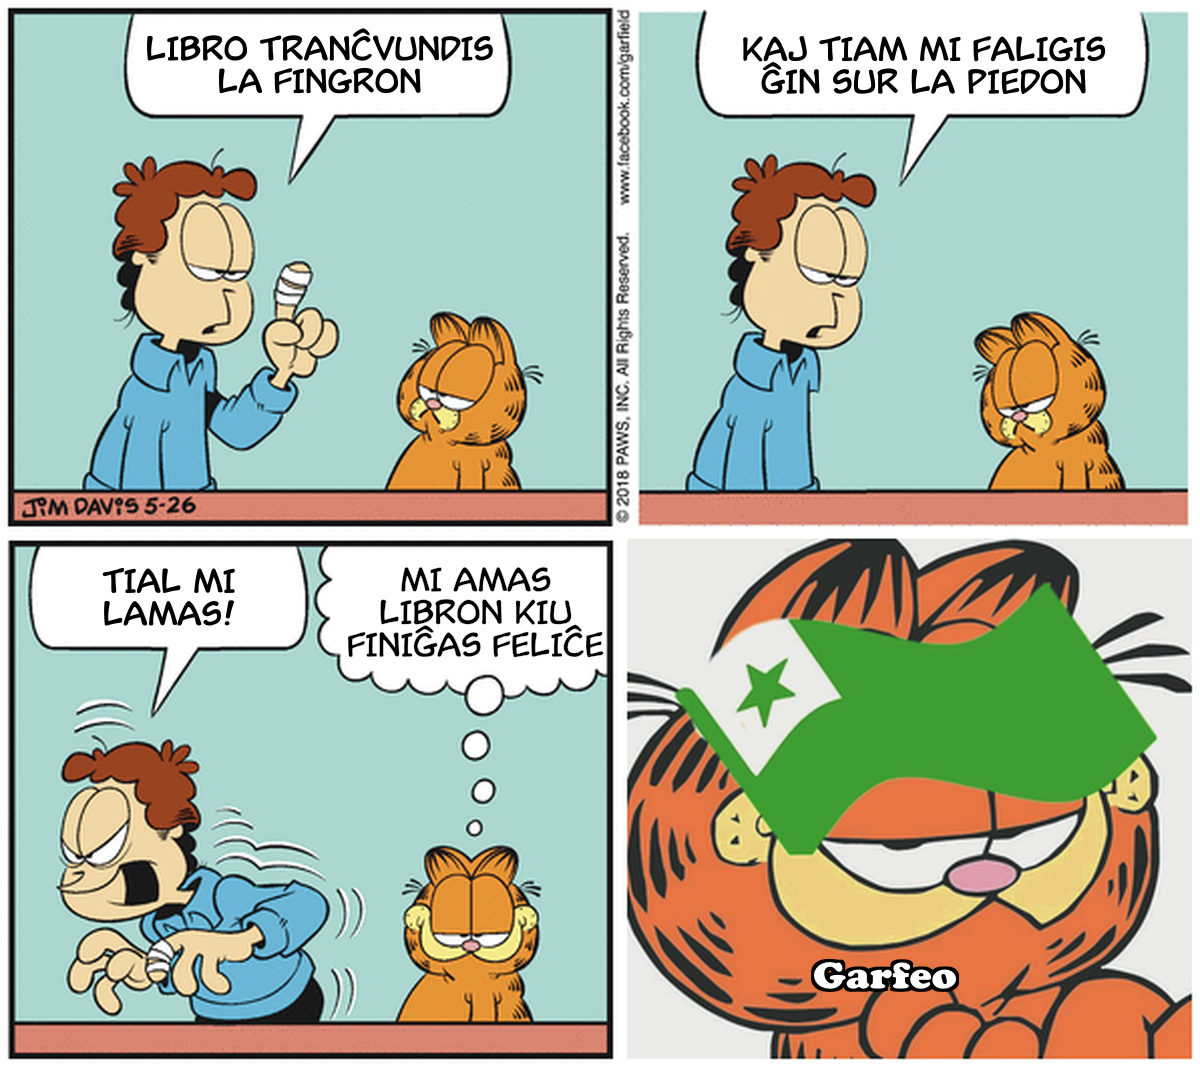 LIBRO TRANĈVUNDIS
LA FINGRON
JIM DAVIS 5-26
© 2018 PAWS, INC. All Rights Reserved. www.facebook.com/garfield
KAJ TIAM MI FALIGIS
ĜIN SUR LA PIEDON
TIAL MI
LAMAS!
MI AMAS
LIBRON KIU
FINIĜAS FELIĈE
Garfeo